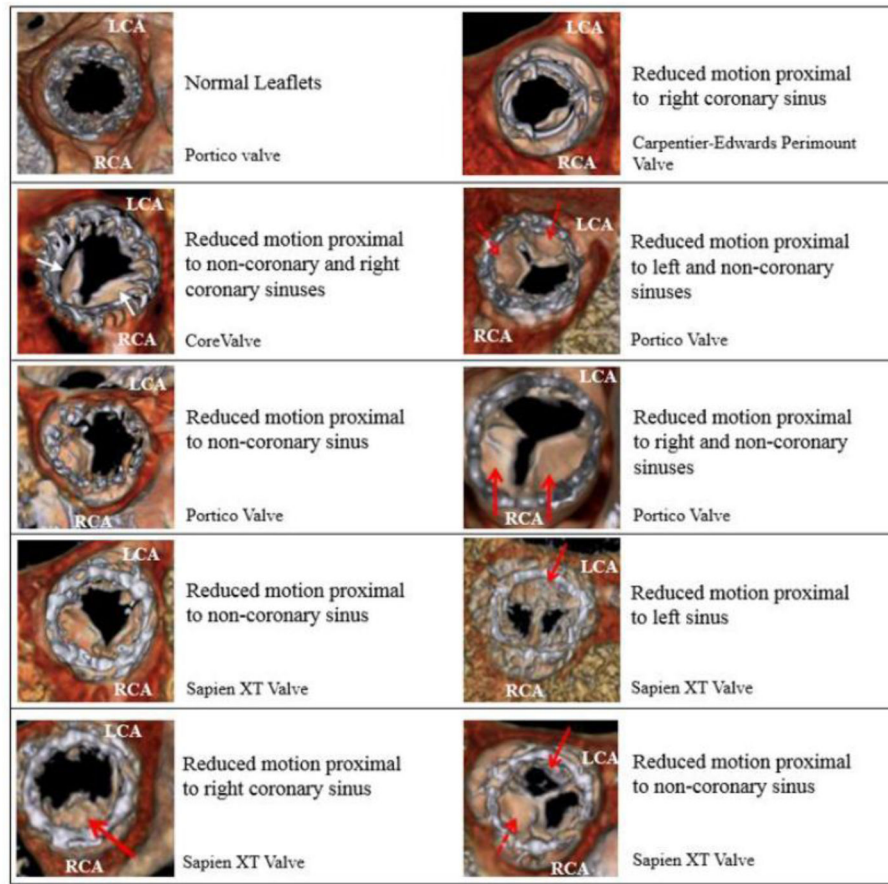 LCA
RCA
Normal Leaflets
Portico valve
LCA
RCA
Reduced motion proximal
to right coronary sinus
Carpentier-Edwards Perimount
Valve
LCA
RCA
Reduced motion proximal
to non-coronary and right
coronary sinuses
CoreValve
LCA
RCA
Reduced motion proximal
to left and non-coronary
sinuses
Portico Valve
LCA
RCA
Reduced motion proximal
to non-coronary sinus
Portico Valve
LCA
RCA
Reduced motion proximal
to right and non-coronary
sinuses
Portico Valve
LCA
RCA
Reduced motion proximal
to non-coronary sinus
Sapien XT Valve
LCA
RCA
Reduced motion proximal
to left sinus
Sapien XT Valve
LCA
RCA
Reduced motion proximal
to right coronary sinus
Sapien XT Valve
LCA
RCA
Reduced motion proximal
to non-coronary sinus
Sapien XT Valve